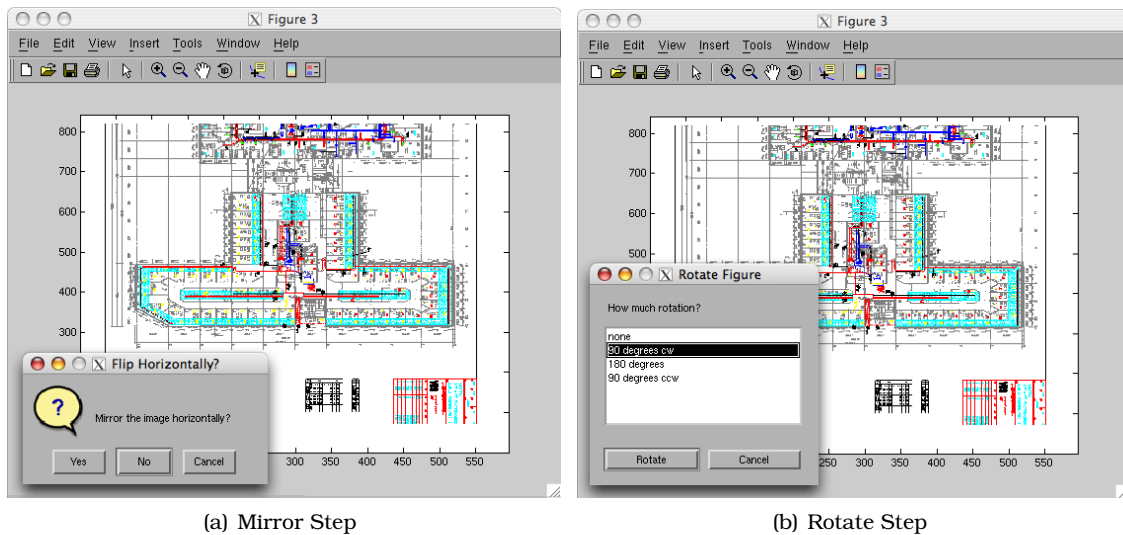 X Figure 3
File Edit View Insert Tools Window Help
800
700
600
500
400
300
300 350 400 450 500 550
X Flip Horizontally?
?
Mirror the image horizontally?
Yes No Cancel
(a) Mirror Step
X Figure 3
File Edit View Insert Tools Window Help
800
700
600
500
250 300 350 400 450 500 550
X Rotate Figure
How much rotation?
none
90 degrees cw
180 degrees
90 degrees ccw
Rotate Cancel
(b) Rotate Step